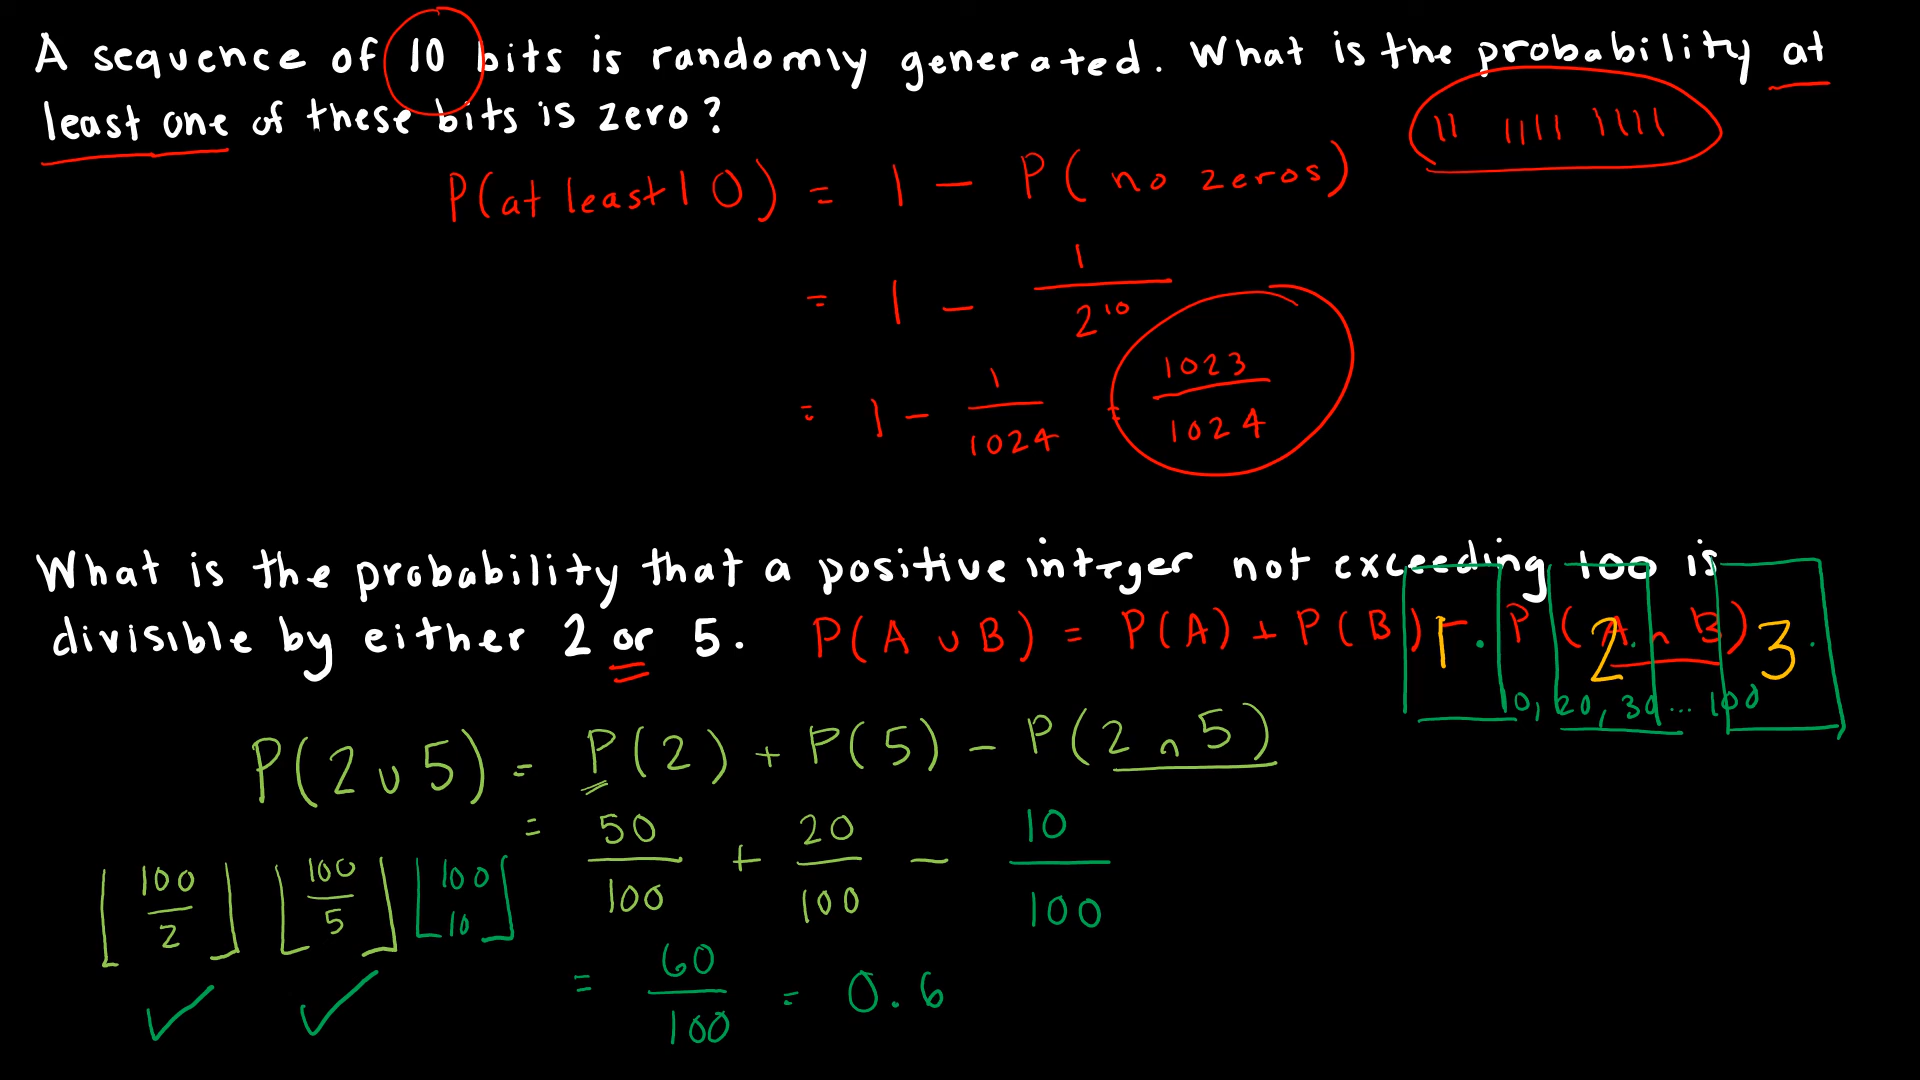 A sequence of 10 bits is randomly generated. What is the probability at
least one of these bits is zero?
11 1111 1111
P(at least 1 0) = 1 - P(no zeros)
= 1 - 1/2^10
= 1 - 1/1024 = 1023/1024
What is the probability that a positive integer not exceeding 100 is
divisible by either 2 or 5. P(A ∪ B) = P(A) + P(B) - P(A ∩ B)
1 2 3
10, 20, 30 ... 100
P(2 ∪ 5) = P(2) + P(5) - P(2 ∩ 5)
= 50/100 + 20/100 - 10/100
⌊100/2⌋ ⌊100/5⌋ ⌊100 10⌋
= 60/100 = 0.6